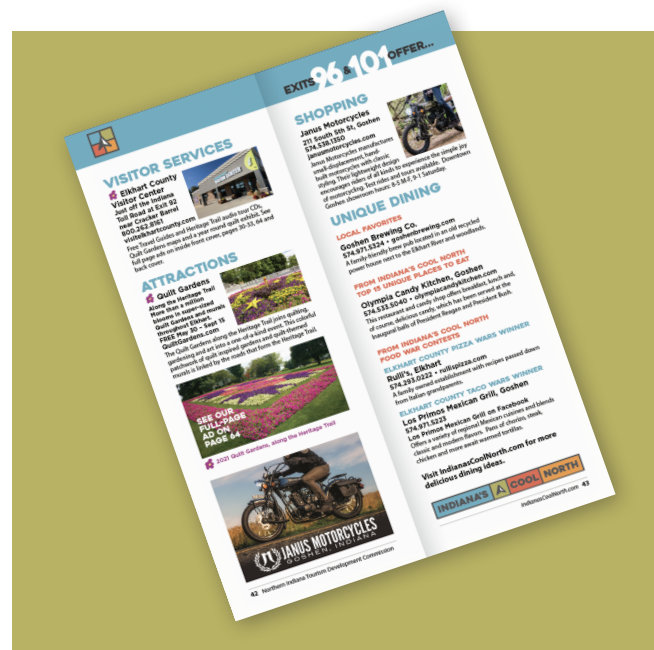 VISITOR SERVICES
Elkhart County
Visitor Center
Just off the Indiana
Toll Road at Exit 92
near Cracker Barrel
800.262.8161
visitelkhartcounty.com
Free Travel Guides and Heritage Trail audio tour CDs,
Quilt Gardens maps and a year round quilt exhibit. See
full page ads on inside front cover, pages 30-32, 64 and
back cover.
ATTRACTIONS
Quilt Gardens
Along the Heritage Trail
More than a million
blooms in super-sized
Quilt Gardens and murals
throughout Elkhart.
FREE May 30 - Sept 15
QuiltGardens.com
The Quilt Gardens along the Heritage Trail joins quilting,
gardening and art into a one-of-a-kind event. This colorful
patchwork of quilt inspired gardens and quilt-themed
murals is linked by the roads that form the Heritage Trail.
SEE OUR
FULL-PAGE
AD ON
PAGE 64
2021 Quilt Gardens, along the Heritage Trail
JANUS MOTORCYCLES
GOSHEN, INDIANA
42 Northern Indiana Tourism Development Commission
EXITS 96 & 101 OFFER...
SHOPPING
Janus Motorcycles
211 South 5th St, Goshen
574.538.1350
janusmotorcycles.com
Janus Motorcycles manufactures
small-displacement, hand-
built motorcycles with classic
styling. Their lightweight design
encourages riders of all kinds to experience the simple joy
of motorcycling. Test rides and tours available. Downtown
Goshen showroom hours: 8-5 M-F, 9-1 Saturday.
UNIQUE DINING
LOCAL FAVORITES
Goshen Brewing Co.
574.971.5324 • goshenbrewing.com
A family-friendly brew pub located in an old recycled
power house next to the Elkhart River and woodlands.
FROM INDIANA'S COOL NORTH
TOP 15 UNIQUE PLACES TO EAT
Olympia Candy Kitchen, Goshen
574.533.5040 • olympiacandykitchen.com
This restaurant and candy shop offers breakfast, lunch and,
of course, delicious candy, which has been served at the
Inaugural balls of President Reagan and President Bush.
FROM INDIANA'S COOL NORTH
FOOD WAR CONTESTS
ELKHART COUNTY PIZZA WARS WINNER
Rulli's, Elkhart
574.293.0222 • rullispizza.com
A family owned establishment with recipes passed down
from Italian grandparents.
ELKHART COUNTY TACO WARS WINNER
Los Primos Mexican Grill, Goshen
574.971.5223
Los Primos Mexican Grill on Facebook
Offers a variety of regional Mexican cuisines and blends
classic and modern flavors. Pans of chorizo, steak,
chicken and more await warmed tortillas.
Visit IndianasCoolNorth.com for more
delicious dining ideas.
INDIANA'S COOL NORTH
IndianasCoolNorth.com 43